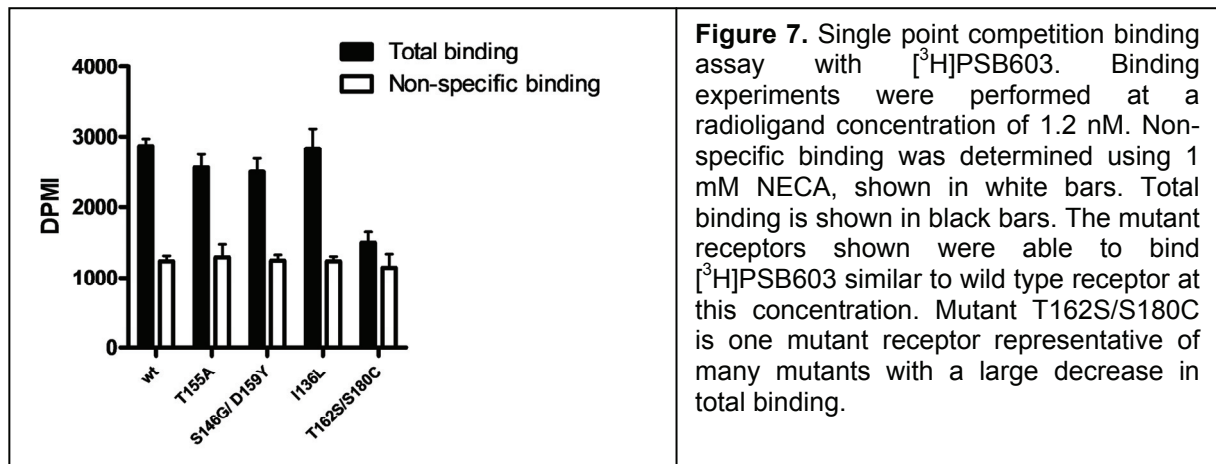 Total binding
Non-specific binding
4000
3000
2000
1000
0
DPMI
wt
T155A
S146G/ D159Y
I136L
T162S/S180C
Figure 7. Single point competition binding
assay with [³H]PSB603. Binding
experiments were performed at a
radioligand concentration of 1.2 nM. Non-
specific binding was determined using 1
mM NECA, shown in white bars. Total
binding is shown in black bars. The mutant
receptors shown were able to bind
[³H]PSB603 similar to wild type receptor at
this concentration. Mutant T162S/S180C
is one mutant receptor representative of
many mutants with a large decrease in
total binding.